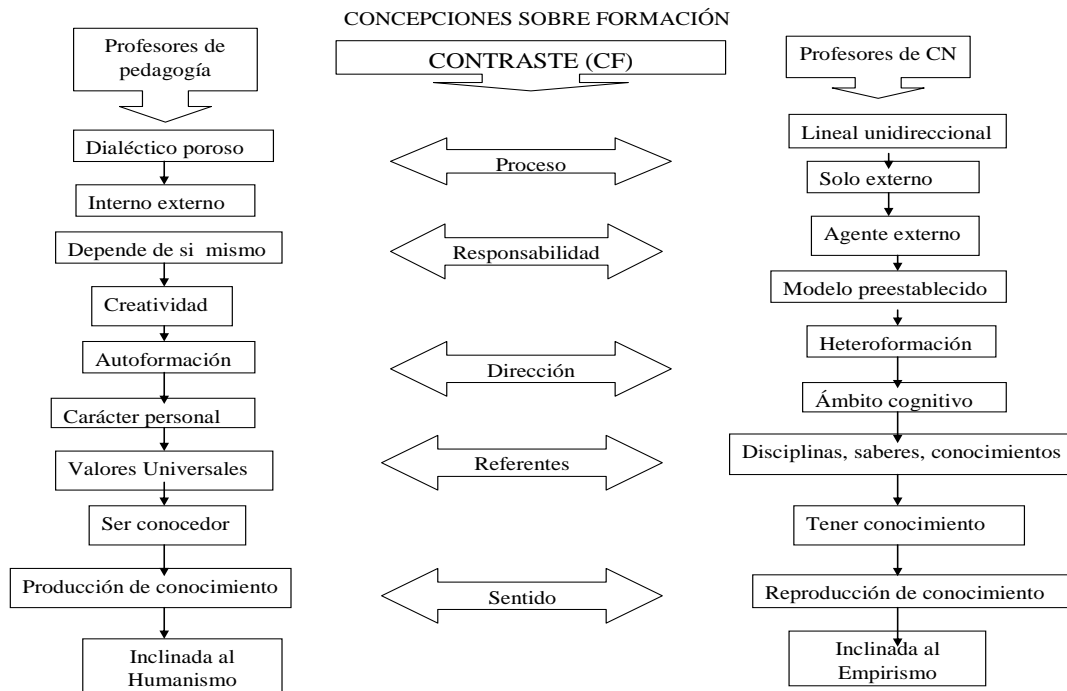 CONCEPCIONES SOBRE FORMACIÓN
Profesores de
pedagogía
CONTRASTE (CF)
Profesores de CN
Dialéctico poroso
Proceso
Lineal unidireccional
Interno externo
Solo externo
Depende de si mismo
Responsabilidad
Agente externo
Creatividad
Modelo preestablecido
Autoformación
Dirección
Heteroformación
Carácter personal
Ámbito cognitivo
Valores Universales
Referentes
Disciplinas, saberes, conocimientos
Ser conocedor
Tener conocimiento
Producción de conocimiento
Sentido
Reproducción de conocimiento
Inclinada al
Humanismo
Inclinada al
Empirismo